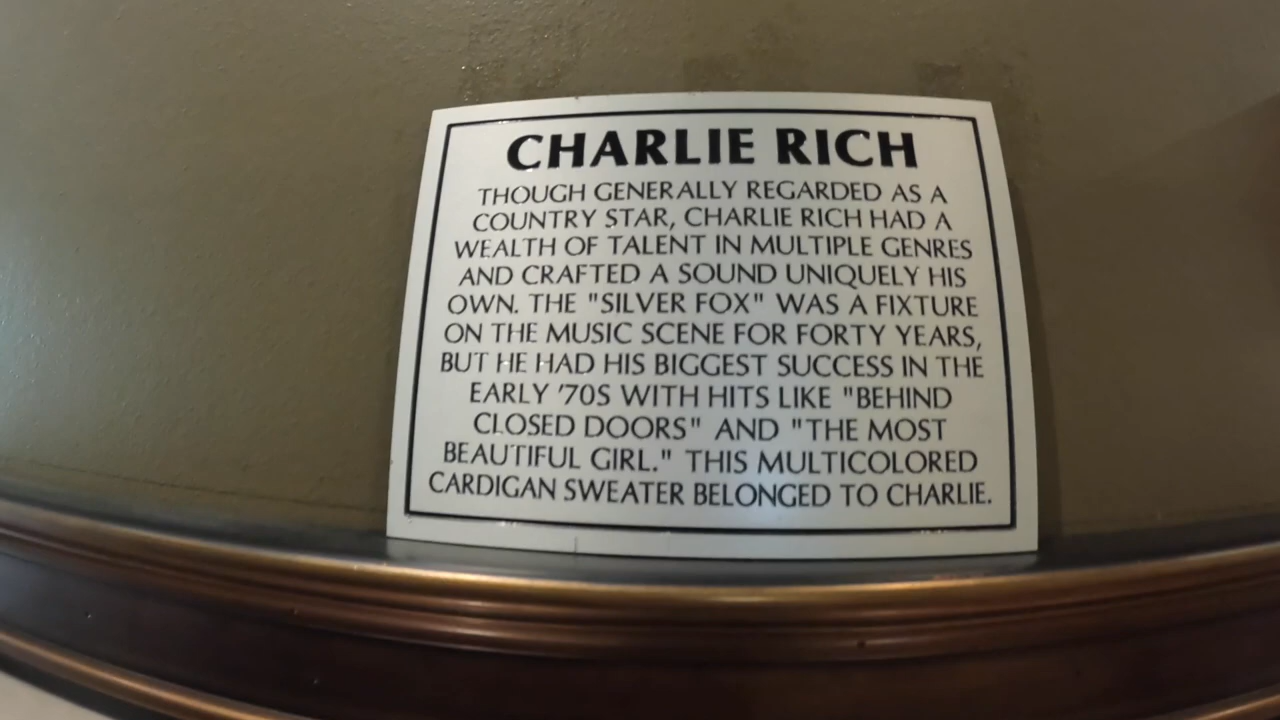 CHARLIE RICH
THOUGH GENERALLY REGARDED AS A
COUNTRY STAR, CHARLIE RICH HAD A
WEALTH OF TALENT IN MULTIPLE GENRES
AND CRAFTED A SOUND UNIQUELY HIS
OWN. THE "SILVER FOX" WAS A FIXTURE
ON THE MUSIC SCENE FOR FORTY YEARS,
BUT HE HAD HIS BIGGEST SUCCESS IN THE
EARLY '70S WITH HITS LIKE "BEHIND
CLOSED DOORS" AND "THE MOST
BEAUTIFUL GIRL." THIS MULTICOLORED
CARDIGAN SWEATER BELONGED TO CHARLIE.